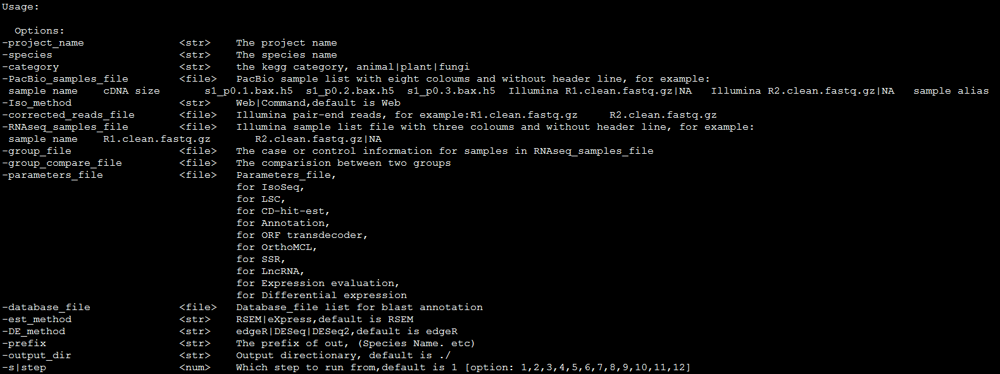 Usage:
Options:
-project_name <str> The project name
-species <str> The species name
-category <str> the kegg category, animal|plant|fungi
-PacBio_samples_file <file> PacBio sample list with eight coloums and without header line, for example:
sample name cDNA size s1_p0.1.bax.h5 s1_p0.2.bax.h5 s1_p0.3.bax.h5 Illumina R1.clean.fastq.gz|NA Illumina R2.clean.fastq.gz|NA sample alias
-Iso_method <str> Web|Command,default is Web
-corrected_reads_file <file> Illumina pair-end reads, for example:R1.clean.fastq.gz R2.clean.fastq.gz
-RNAseq_samples_file <file> Illumina sample list file with three coloums and without header line, for example:
sample name R1.clean.fastq.gz R2.clean.fastq.gz|NA
-group_file <file> The case or control information for samples in RNAseq_samples_file
-group_compare_file <file> The comparision between two groups
-parameters_file <file> Parameters_file,
for IsoSeq,
for LSC,
for CD-hit-est,
for Annotation,
for ORF transdecoder,
for OrthoMCL,
for SSR,
for LncRNA,
for Expression evaluation,
for Differential expression
-database_file <file> Database_file list for blast annotation
-est_method <str> RSEM|eXpress,default is RSEM
-DE_method <str> edgeR|DESeq|DESeq2,default is edgeR
-prefix <str> The prefix of out, (Species Name. etc)
-output_dir <str> Output directionary, default is ./
-s|step <num> Which step to run from,default is 1 [option: 1,2,3,4,5,6,7,8,9,10,11,12]